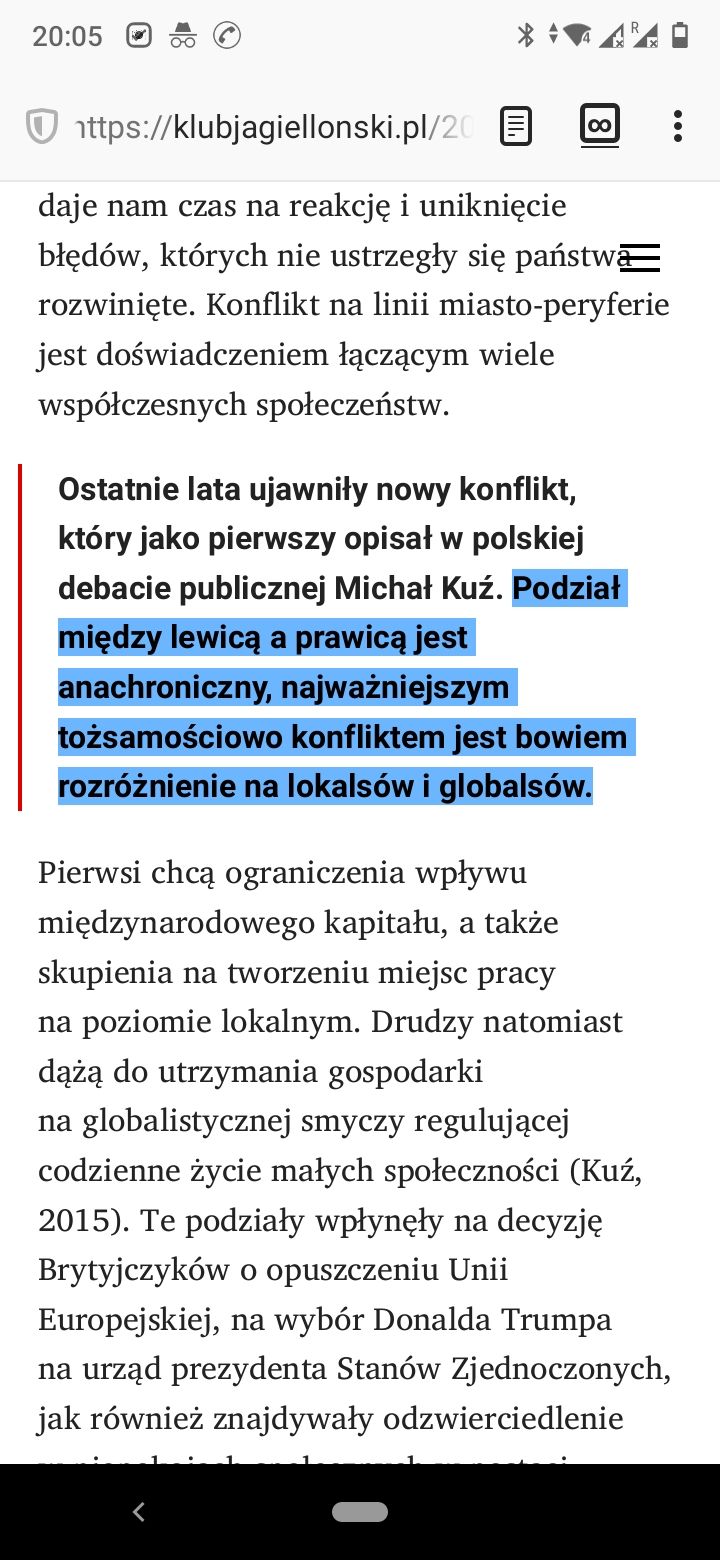 20:05
https://klubjagiellonski.pl/20
daje nam czas na reakcję i uniknięcie
błędów, których nie ustrzegły się państwa
rozwinięte. Konflikt na linii miasto-peryferie
jest doświadczeniem łączącym wiele
współczesnych społeczeństw.
Ostatnie lata ujawniły nowy konflikt,
który jako pierwszy opisał w polskiej
debacie publicznej Michał Kuź. Podział
między lewicą a prawicą jest
anachroniczny, najważniejszym
tożsamościowo konfliktem jest bowiem
rozróżnienie na lokalsów i globalsów.
Pierwsi chcą ograniczenia wpływu
międzynarodowego kapitału, a także
skupienia na tworzeniu miejsc pracy
na poziomie lokalnym. Drudzy natomiast
dążą do utrzymania gospodarki
na globalistycznej smyczy regulującej
codzienne życie małych społeczności (Kuź,
2015). Te podziały wpłynęły na decyzję
Brytyjczyków o opuszczeniu Unii
Europejskiej, na wybór Donalda Trumpa
na urząd prezydenta Stanów Zjednoczonych,
jak również znajdywały odzwierciedlenie